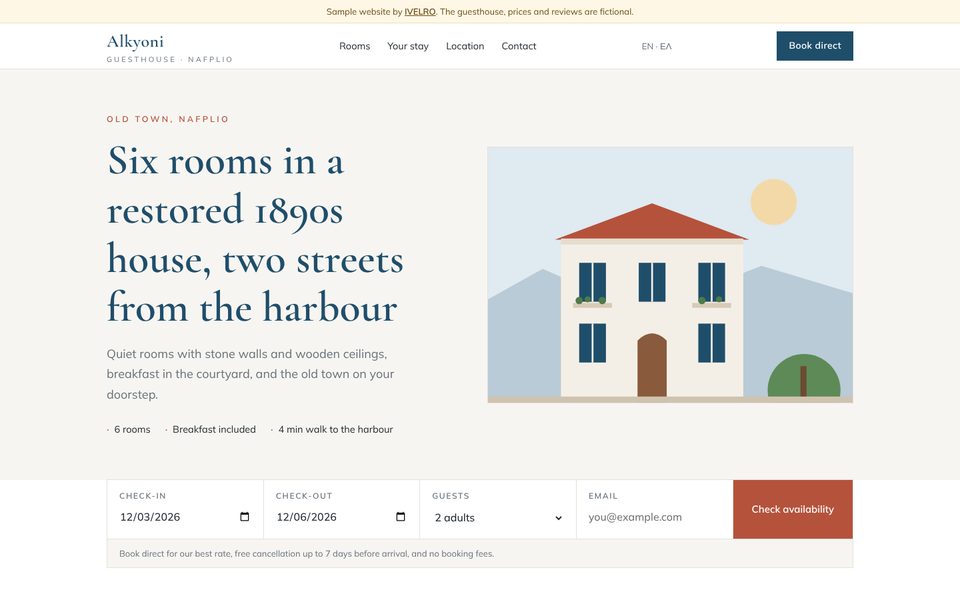 Sample website by IVELRO. The guesthouse, prices and reviews are fictional.
Alkyoni
GUESTHOUSE · NAFPLIO
Rooms Your stay Location Contact
EN · ΕΛ
Book direct
OLD TOWN, NAFPLIO
Six rooms in a
restored 1890s
house, two streets
from the harbour
Quiet rooms with stone walls and wooden ceilings,
breakfast in the courtyard, and the old town on your
doorstep.
· 6 rooms · Breakfast included · 4 min walk to the harbour
CHECK-IN CHECK-OUT GUESTS EMAIL
12/03/2026 12/06/2026 2 adults you@example.com
Check availability
Book direct for our best rate, free cancellation up to 7 days before arrival, and no booking fees.